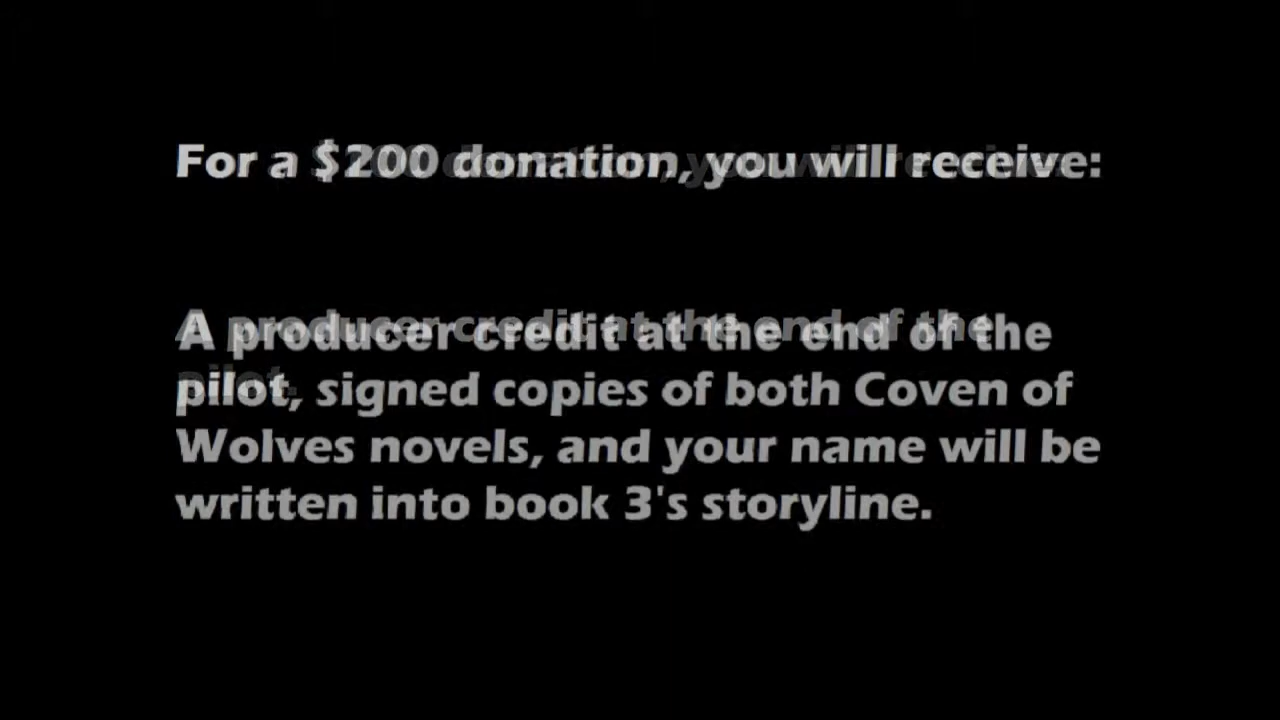 For a $200 donation, you will receive:
A producer credit at the end of the
pilot, signed copies of both Coven of
Wolves novels, and your name will be
written into book 3's storyline.